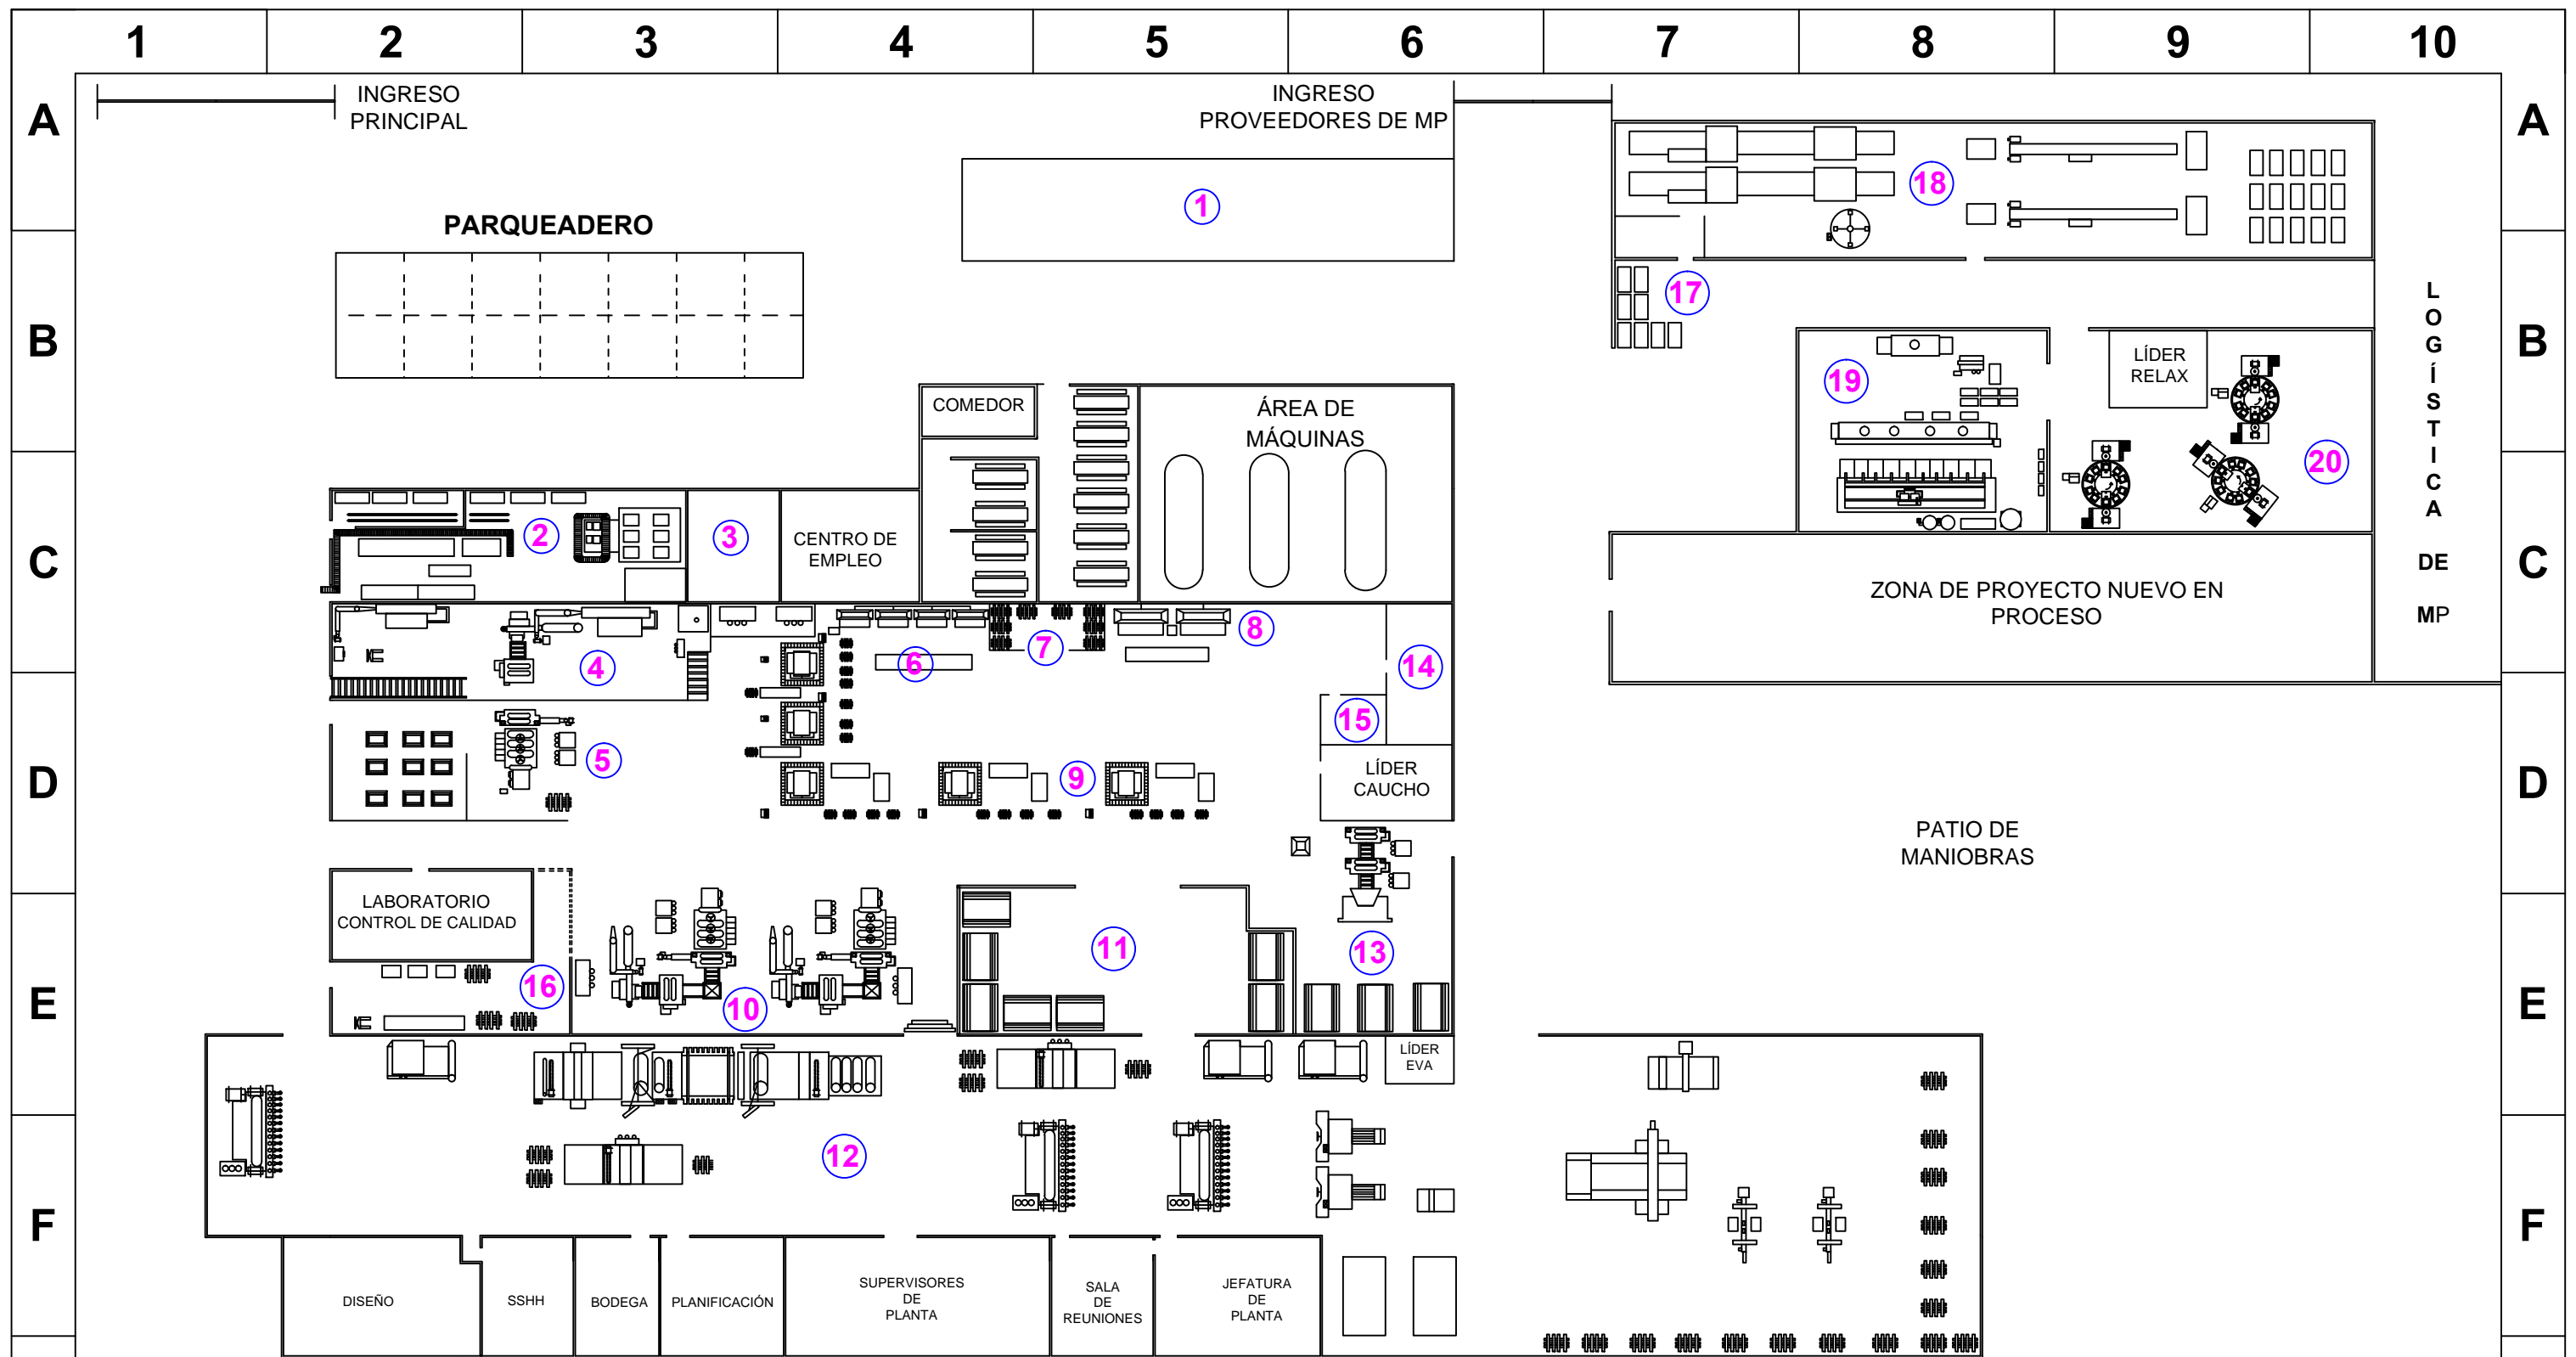 1 2 3 4 5 6 7 8 9 10
A A
INGRESO
PRINCIPAL
INGRESO
PROVEEDORES DE MP
1
18
PARQUEADERO
17
B B
L
O
G
Í
S
T
I
C
A
DE
MP
19
LÍDER
RELAX
20
COMEDOR
ÁREA DE
MÁQUINAS
2
3
CENTRO DE
EMPLEO
C C
ZONA DE PROYECTO NUEVO EN
PROCESO
4
6
7
8
14
15
5
9
LÍDER
CAUCHO
D D
PATIO DE
MANIOBRAS
LABORATORIO
CONTROL DE CALIDAD
16
10
11
13
E E
LÍDER
EVA
12
F F
DISEÑO
SSHH
BODEGA
PLANIFICACIÓN
SUPERVISORES
DE
PLANTA
SALA
DE
REUNIONES
JEFATURA
DE
PLANTA